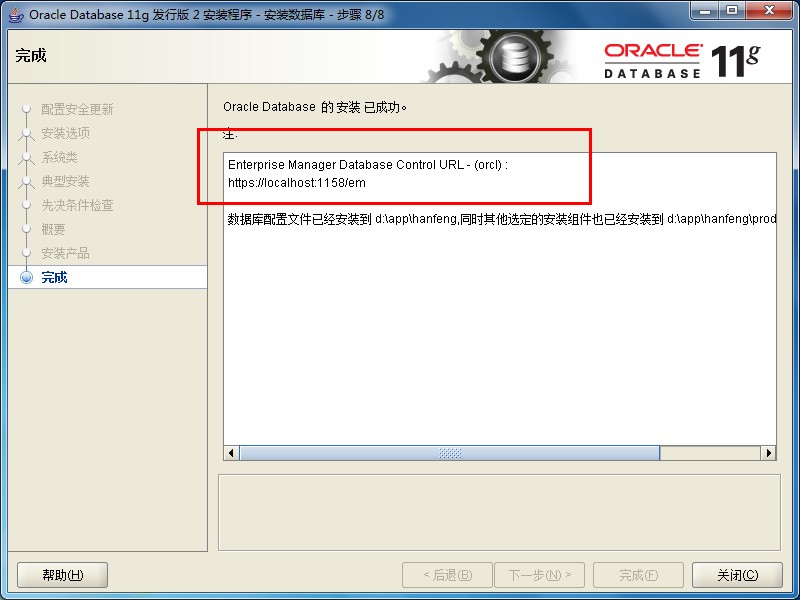 Oracle Database 11g 发行版 2 安装程序 - 安装数据库 - 步骤 8/8
完成
ORACLE
DATABASE 11g
配置安全更新
安装选项
系统类
典型安装
先决条件检查
概要
安装产品
完成
Oracle Database 的 安装 已成功。
注:
Enterprise Manager Database Control URL - (orcl) :
https://localhost:1158/em
数据库配置文件已经安装到 d:\app\hanfeng,同时其他选定的安装组件也已经安装到 d:\app\hanfeng\prod
帮助(H)
< 后退(B)
下一步(N) >
完成(F)
关闭(C)